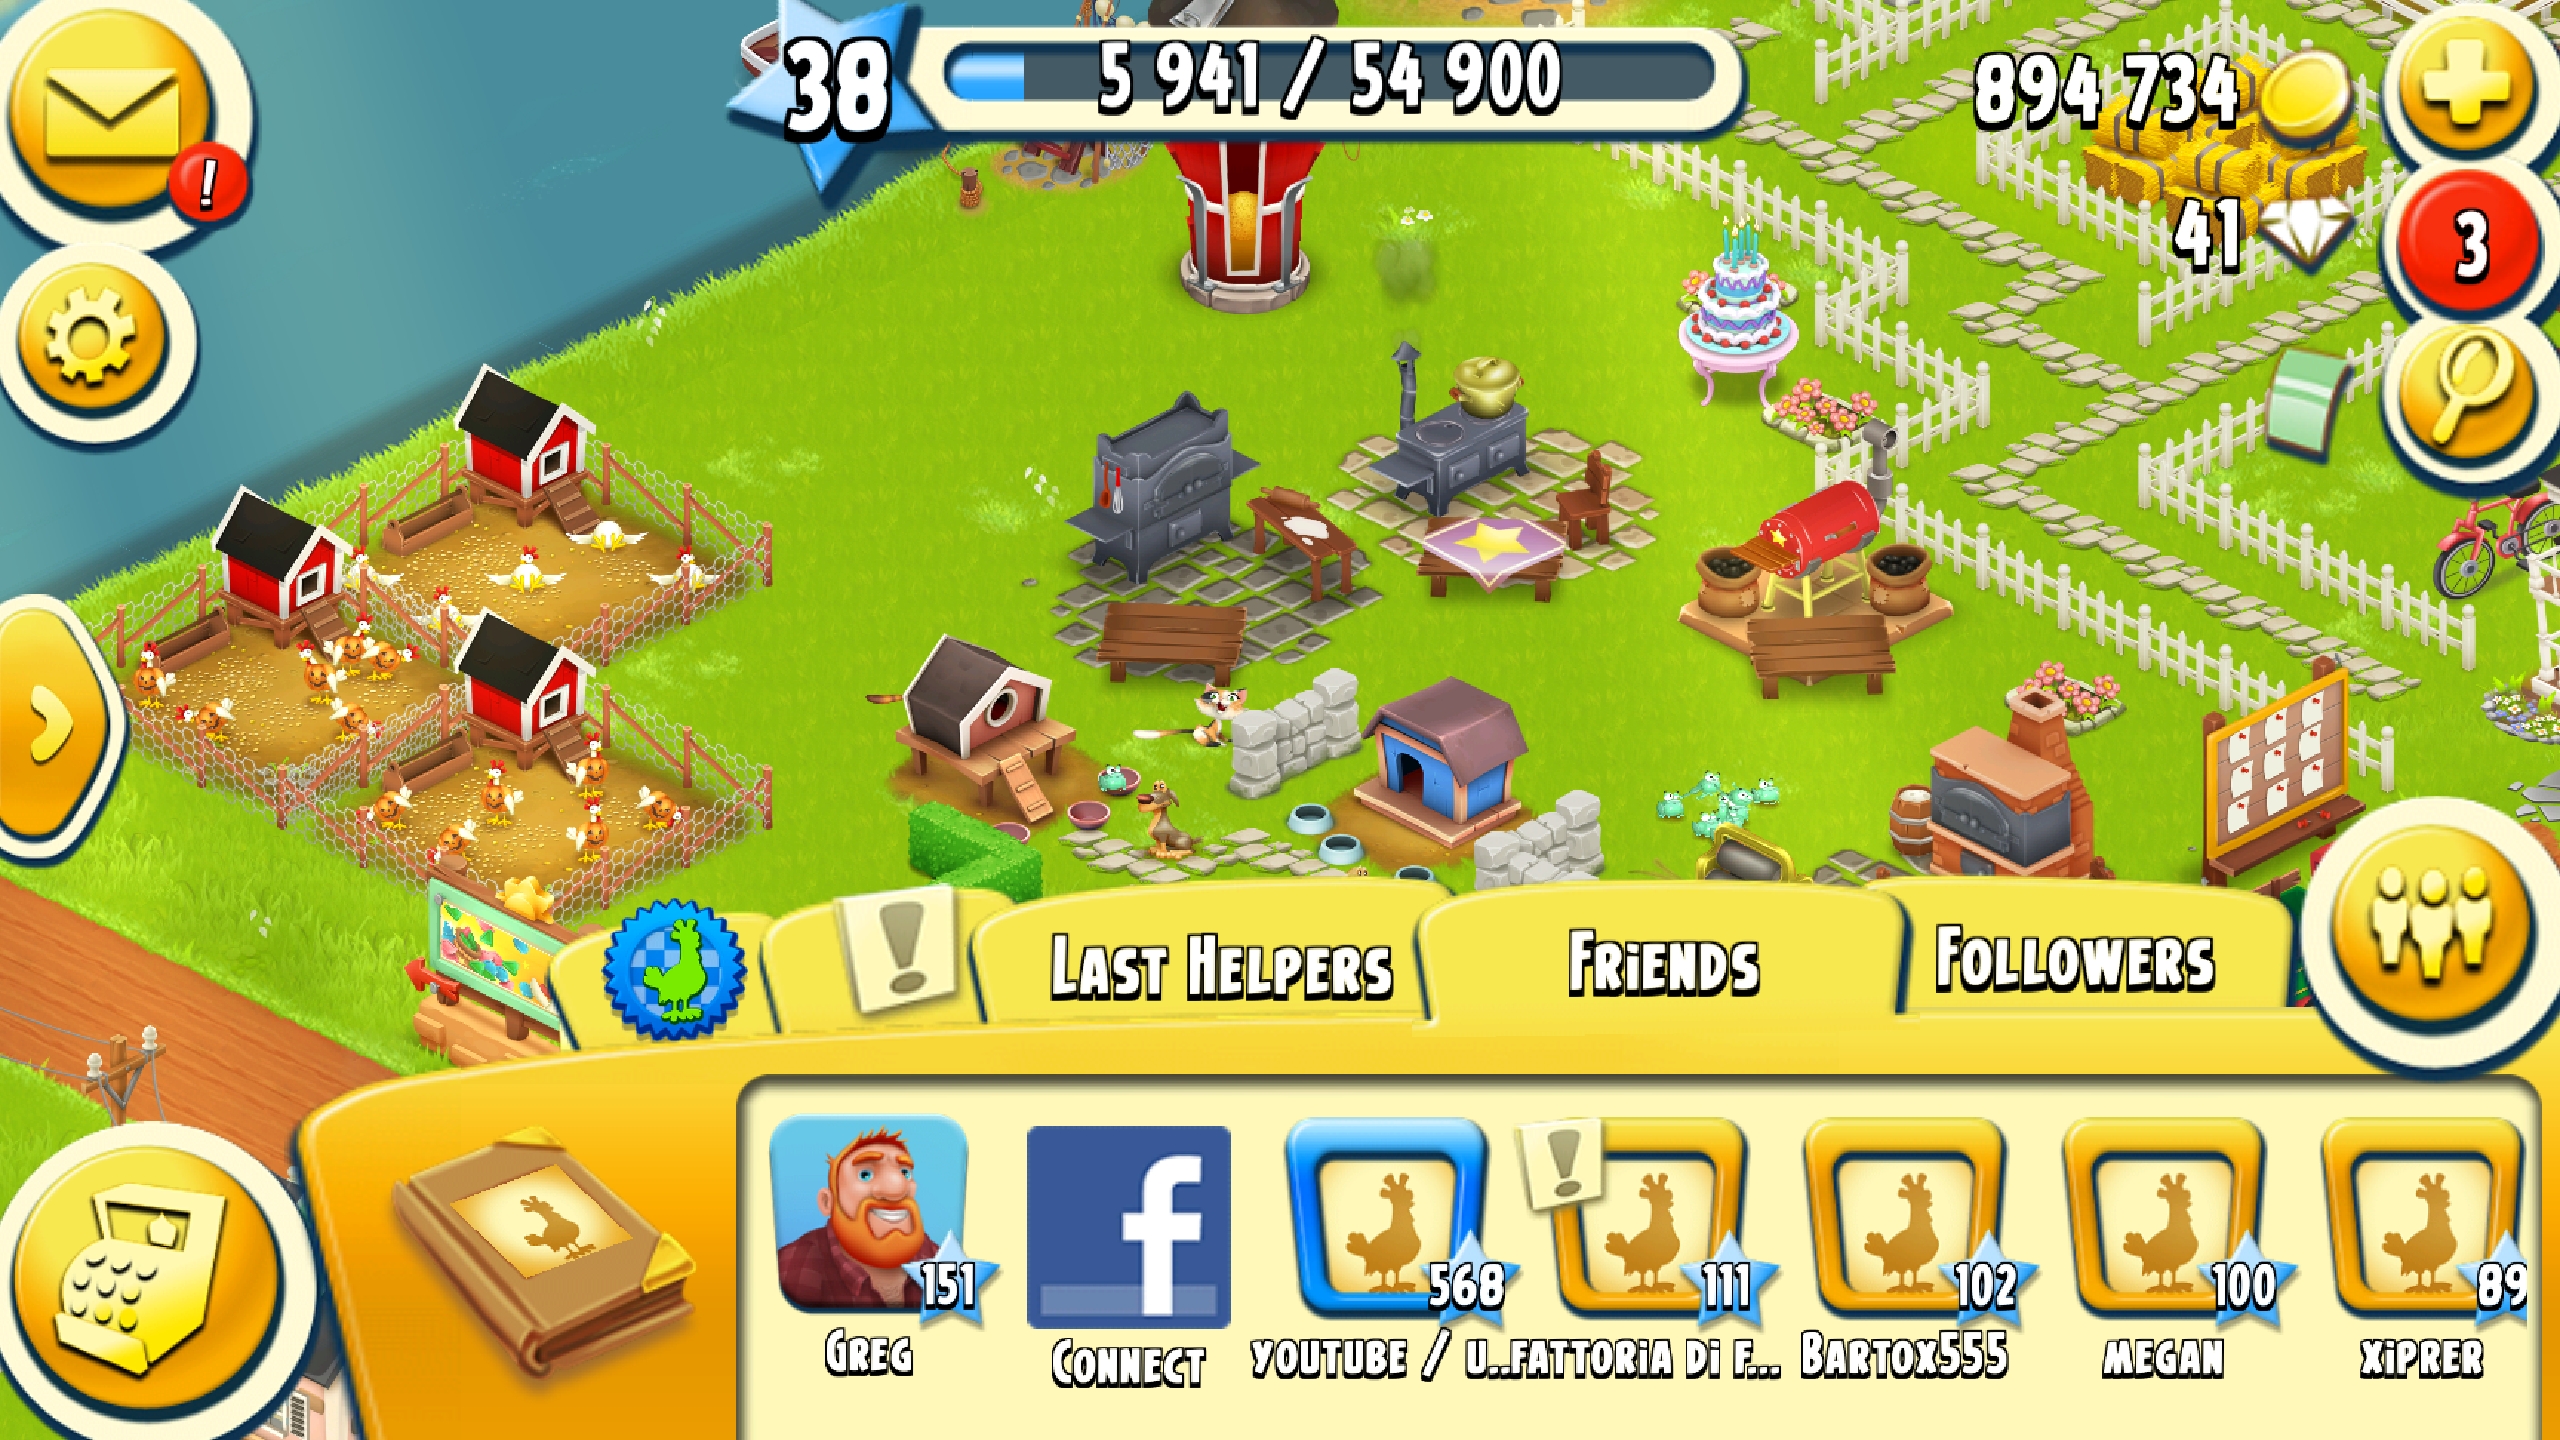 38
5 941 / 54 900
894 734
!
41
3
!
LAST HELPERS
FRiENDS
FOLLOWERS
!
f
151
568
111
102
100
89
GREG
CONNECT
YOUTUBE / U...
FATTORiA Di F...
BARTOX555
MEGAN
XiPRER